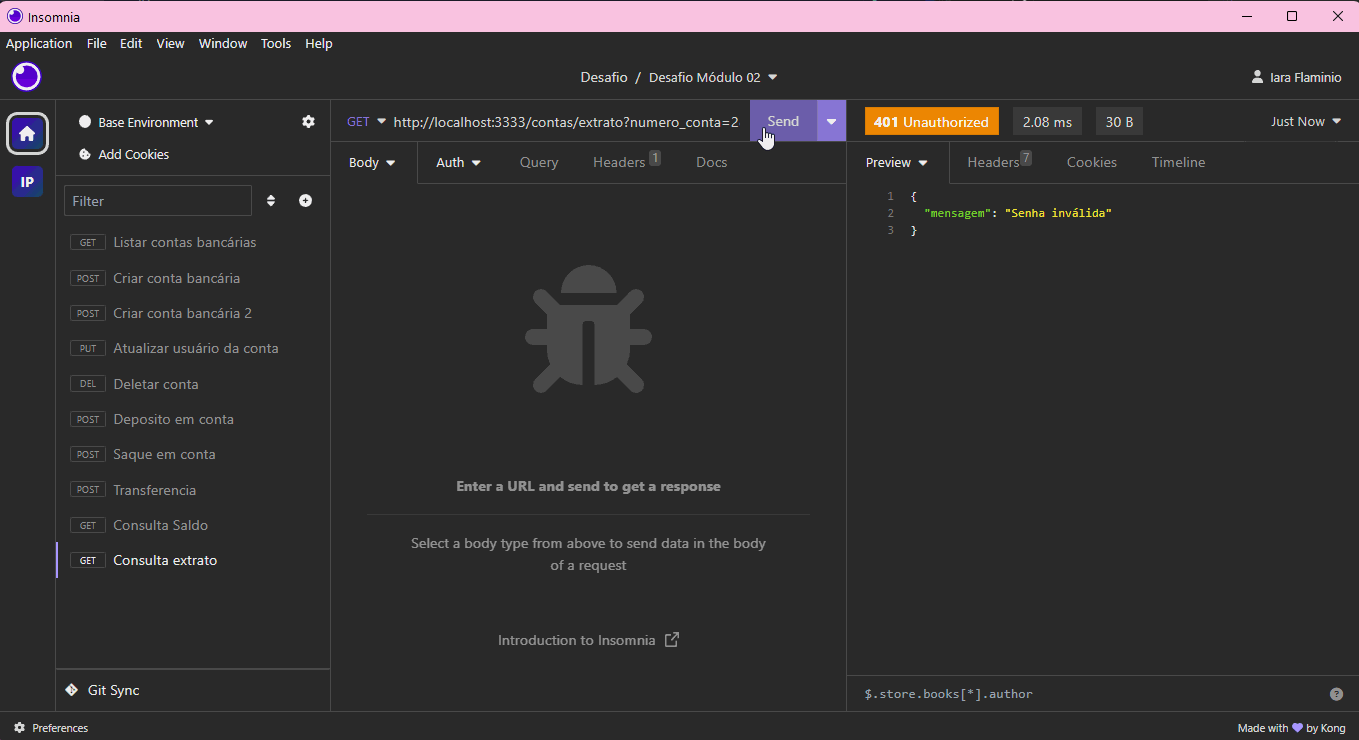 Insomnia
Application File Edit View Window Tools Help
Desafio / Desafio Módulo 02
Iara Flaminio
IP
Base Environment
Add Cookies
Filter
GET Listar contas bancárias
POST Criar conta bancária
POST Criar conta bancária 2
PUT Atualizar usuário da conta
DEL Deletar conta
POST Deposito em conta
POST Saque em conta
POST Transferencia
GET Consulta Saldo
GET Consulta extrato
Git Sync
GET http://localhost:3333/contas/extrato?numero_conta=2 Send
Body Auth Query Headers 1 Docs
Enter a URL and send to get a response
Select a body type from above to send data in the body
of a request
Introduction to Insomnia
401 Unauthorized 2.08 ms 30 B Just Now
Preview Headers 7 Cookies Timeline
1 {
2 "mensagem": "Senha inválida"
3 }
$.store.books[*].author ?
Preferences
Made with 💜 by Kong